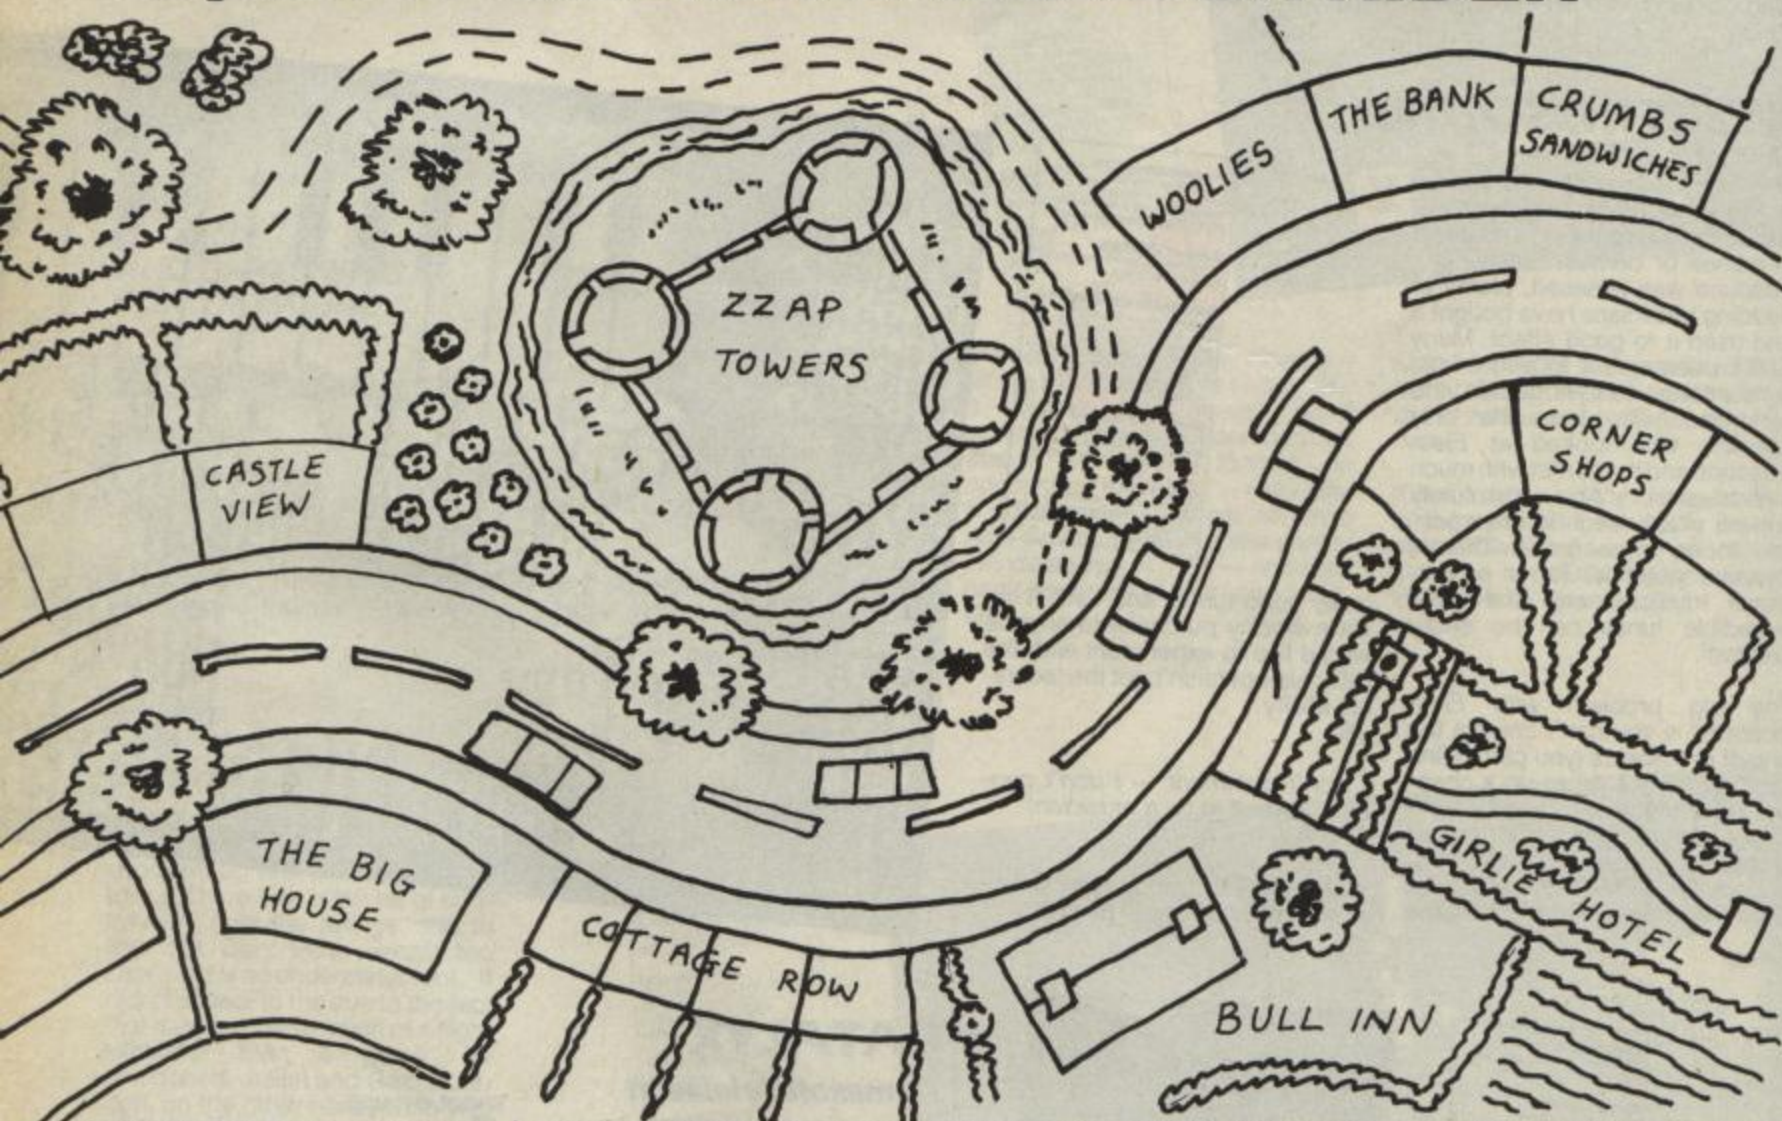 THE BANK
CRUMBS
SANDWICHES
WOOLIES
ZZAP
TOWERS
CORNER
SHOPS
CASTLE
VIEW
THE BIG
HOUSE
GIRLIE HOTEL
COTTAGE ROW
BULL INN